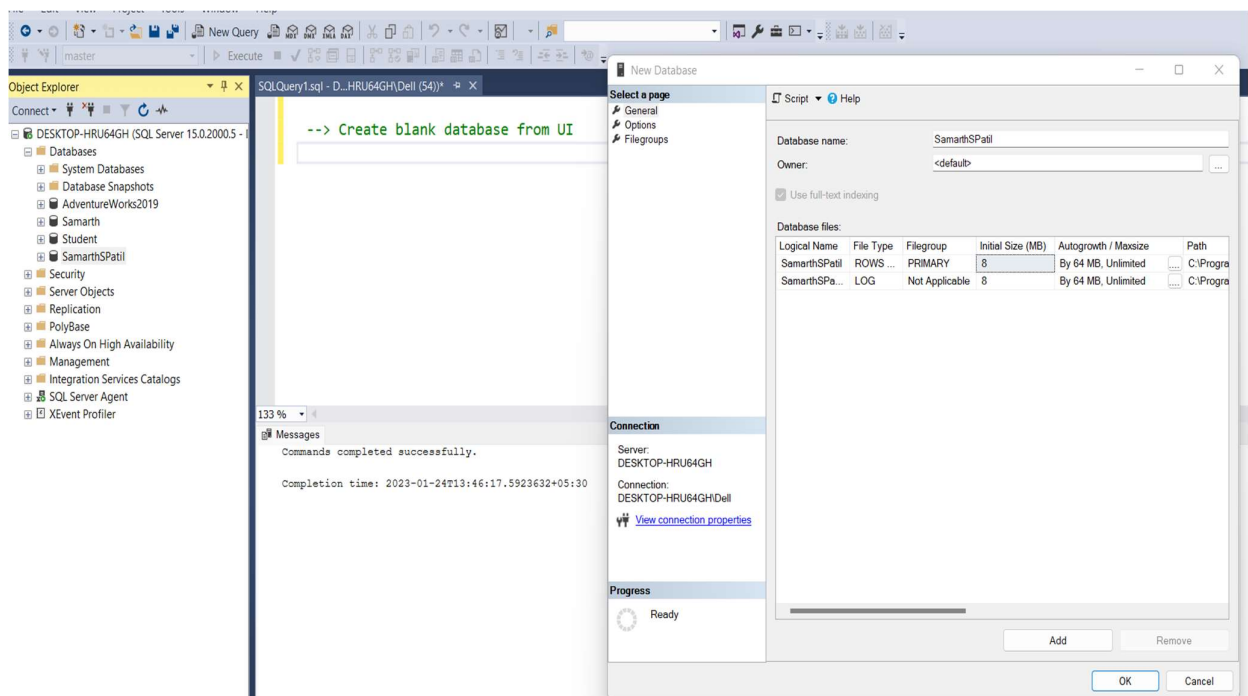 New Query
master
Execute
Object Explorer
Connect
DESKTOP-HRU64GH (SQL Server 15.0.2000.5 -
Databases
System Databases
Database Snapshots
AdventureWorks2019
Samarth
Student
SamarthSPatil
Security
Server Objects
Replication
PolyBase
Always On High Availability
Management
Integration Services Catalogs
SQL Server Agent
XEvent Profiler
SQLQuery1.sql - D...HRU64GH\Dell (54))*
--> Create blank database from UI
133 %
Messages
Commands completed successfully.
Completion time: 2023-01-24T13:46:17.5923632+05:30
New Database
Select a page
General
Options
Filegroups
Connection
Server:
DESKTOP-HRU64GH
Connection:
DESKTOP-HRU64GH\Dell
View connection properties
Progress
Ready
Script Help
Database name: SamarthSPatil
Owner: <default> ...
Use full-text indexing
Database files:
Logical Name File Type Filegroup Initial Size (MB) Autogrowth / Maxsize Path
SamarthSPatil ROWS ... PRIMARY 8 By 64 MB, Unlimited ... C:\Progra
SamarthSPa... LOG Not Applicable 8 By 64 MB, Unlimited ... C:\Progra
Add Remove
OK Cancel